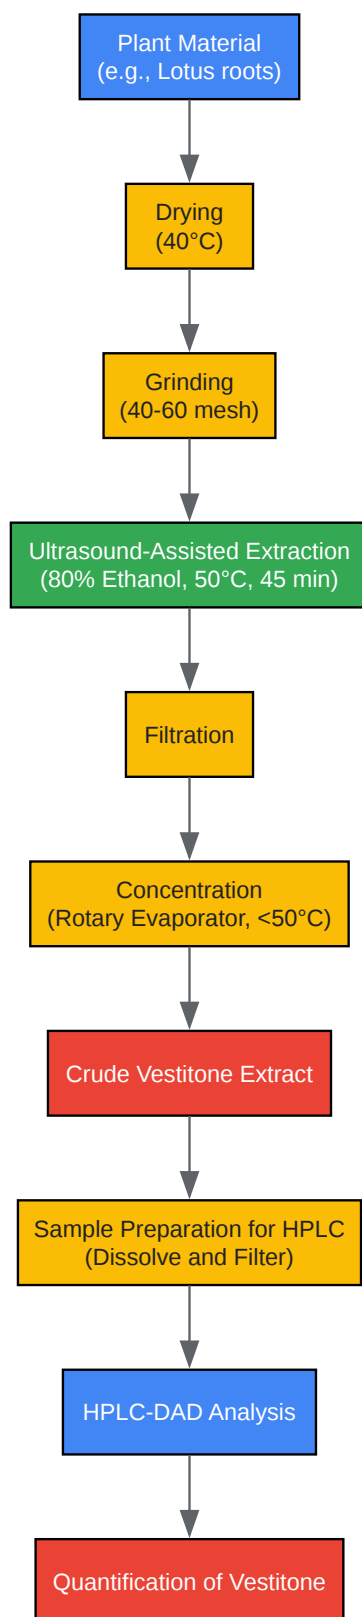 Plant Material
(e.g., Lotus roots)
Drying
(40°C)
Grinding
(40-60 mesh)
Ultrasound-Assisted Extraction
(80% Ethanol, 50°C, 45 min)
Filtration
Concentration
(Rotary Evaporator, <50°C)
Crude Vestitone Extract
Sample Preparation for HPLC
(Dissolve and Filter)
HPLC-DAD Analysis
Quantification of Vestitone